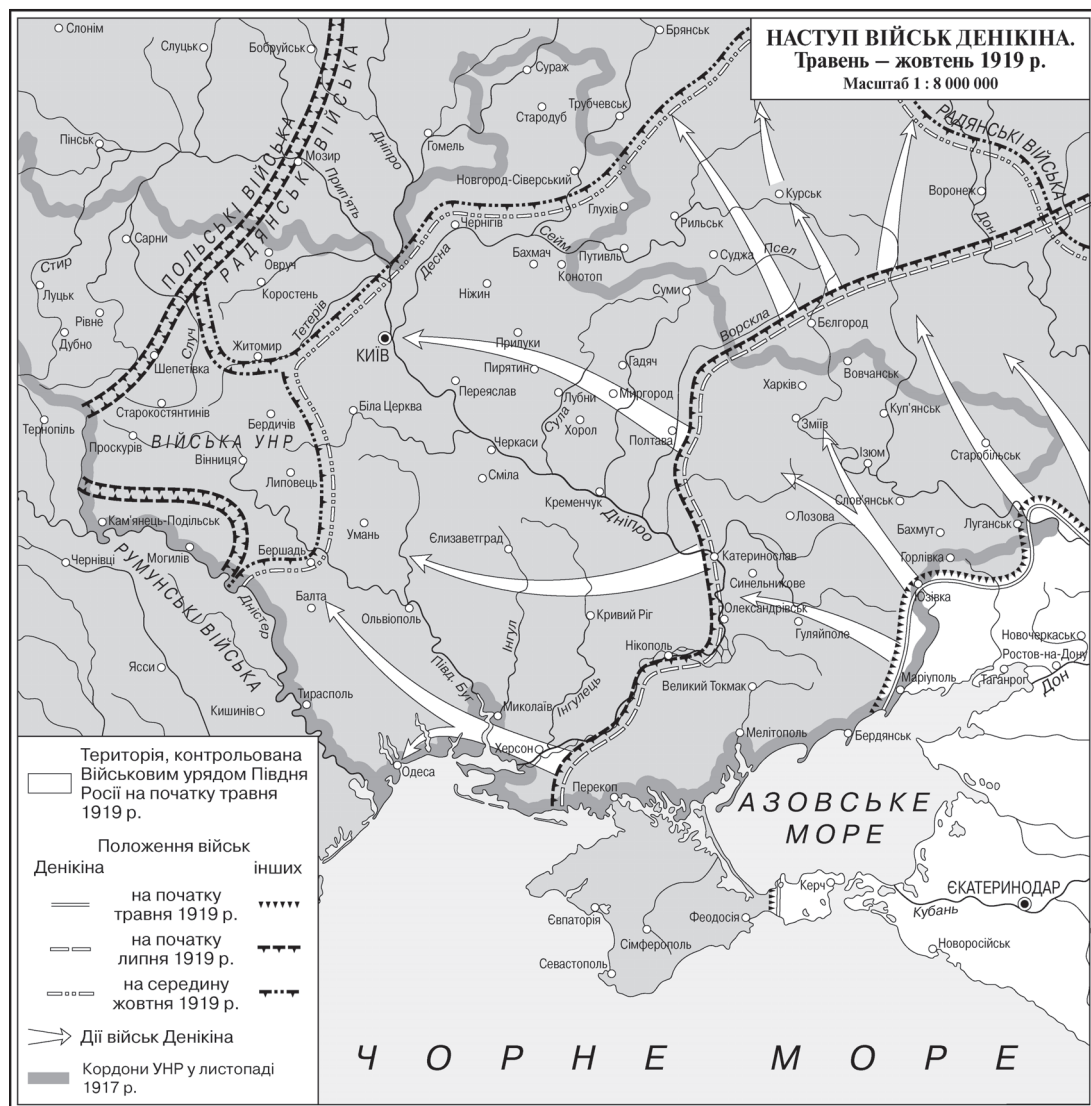 НАСТУП ВІЙСЬК ДЕНІКІНА.
Травень – жовтень 1919 р.
Масштаб 1 : 8 000 000
Слонім
Слуцьк
Бобруйськ
Брянськ
Сураж
Стародуб
Трубчевськ
Пінськ
Дніпро
Гомель
Мозир
Прип'ять
Новгород-Сіверський
Курськ
Воронеж
РАДЯНСЬКІ ВІЙСЬКА
ПОЛЬСЬКІ ВІЙСЬКА
РАДЯНСЬКІ ВІЙСЬКА
Глухів
Рильськ
Дон
Чернігів
Сейм
Сарни
Овруч
Десна
Бахмач
Конотоп
Путивль
Суджа
Псел
Стир
Луцьк
Коростень
Ніжин
Суми
Рівне
Дубно
Случ
Тетерів
Житомир
КИЇВ
Прилуки
Ворскла
Бєлгород
Шепетівка
Пирятин
Гадяч
Вовчанськ
Переяслав
Лубни
Миргород
Харків
Старокостянтинів
Бердичів
Біла Церква
Сула
Хорол
Зміїв
Куп'янськ
Тернопіль
Проскурів
ВІЙСЬКА УНР
Вінниця
Черкаси
Полтава
Старобільськ
Липовець
Сміла
Ізюм
Кременчук
Слов'янськ
Дніпро
Лозова
Кам'янець-Подільськ
Умань
Єлизаветград
Бахмут
Луганськ
Чернівці
Могилів
Бершадь
Катеринослав
Горлівка
РУМУНСЬКІ ВІЙСЬКА
Синельникове
Юзівка
Дністер
Балта
Ольвіополь
Кривий Ріг
Олександрівськ
Гуляйполе
Інгул
Нікополь
Новочеркаськ
Ростов-на-Дону
Ясси
Півд. Буг
Інгулець
Великий Токмак
Маріуполь
Таганрог
Дон
Тирасполь
Миколаїв
Кишинів
Херсон
Мелітополь
Бердянськ
Одеса
Перекоп
АЗОВСЬКЕ
МОРЕ
Керч
ЄКАТЕРИНОДАР
Кубань
Євпаторія
Феодосія
Сімферополь
Новоросійськ
Севастополь
ЧОРНЕ МОРЕ
Територія, контрольована
Військовим урядом Півдня
Росії на початку травня
1919 р.
Положення військ
Денікіна інших
на початку
травня 1919 р.
на початку
липня 1919 р.
на середину
жовтня 1919 р.
Дії військ Денікіна
Кордони УНР у листопаді
1917 р.